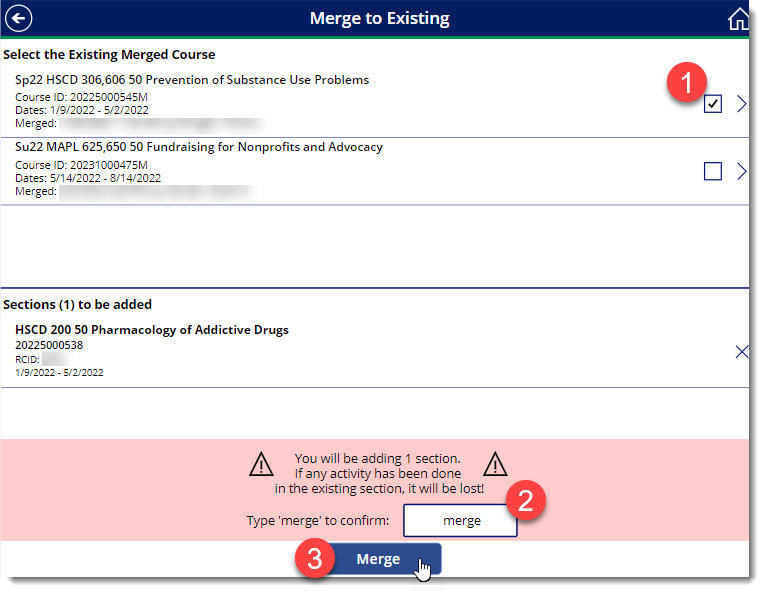 Merge to Existing
Select the Existing Merged Course
Sp22 HSCD 306,606 50 Prevention of Substance Use Problems
1
Course ID: 20225000545M
Dates: 1/9/2022 - 5/2/2022
Merged:
Su22 MAPL 625,650 50 Fundraising for Nonprofits and Advocacy
Course ID: 20231000475M
Dates: 5/14/2022 - 8/14/2022
Merged:
Sections (1) to be added
HSCD 200 50 Pharmacology of Addictive Drugs
20225000538
RCID:
1/9/2022 - 5/2/2022
You will be adding 1 section.
If any activity has been done
in the existing section, it will be lost!
2
Type 'merge' to confirm: merge
3 Merge